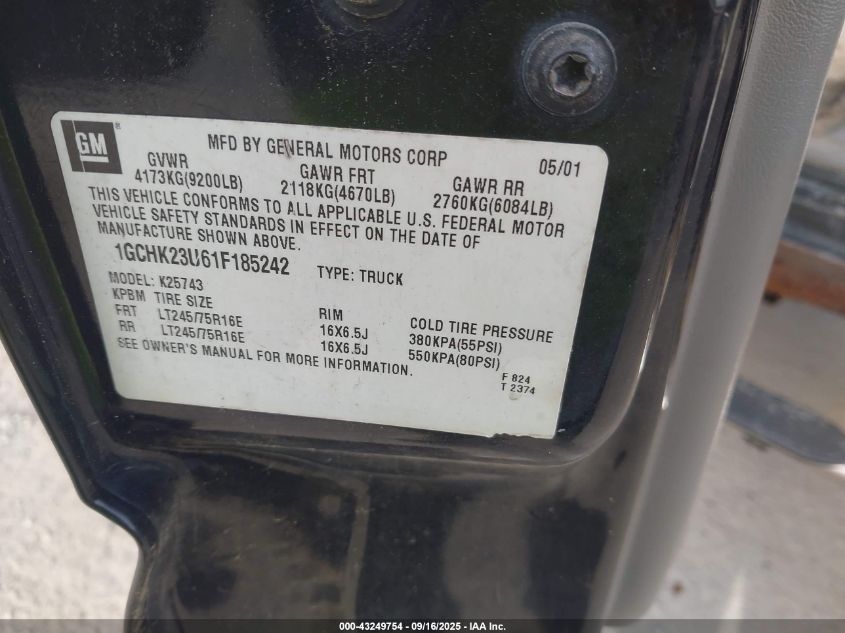 GM ®
MFD BY GENERAL MOTORS CORP 05/01
GVWR GAWR FRT GAWR RR
4173KG(9200LB) 2118KG(4670LB) 2760KG(6084LB)
THIS VEHICLE CONFORMS TO ALL APPLICABLE U.S. FEDERAL MOTOR
VEHICLE SAFETY STANDARDS IN EFFECT ON THE DATE OF
MANUFACTURE SHOWN ABOVE.
1GCHK23U61F185242 TYPE: TRUCK
MODEL: K25743
KPBM TIRE SIZE RIM COLD TIRE PRESSURE
FRT LT245/75R16E 16X6.5J 380KPA(55PSI)
RR LT245/75R16E 16X6.5J 550KPA(80PSI)
SEE OWNER'S MANUAL FOR MORE INFORMATION.
F 824
T 2374
000-43249754 - 09/16/2025 - IAA Inc.